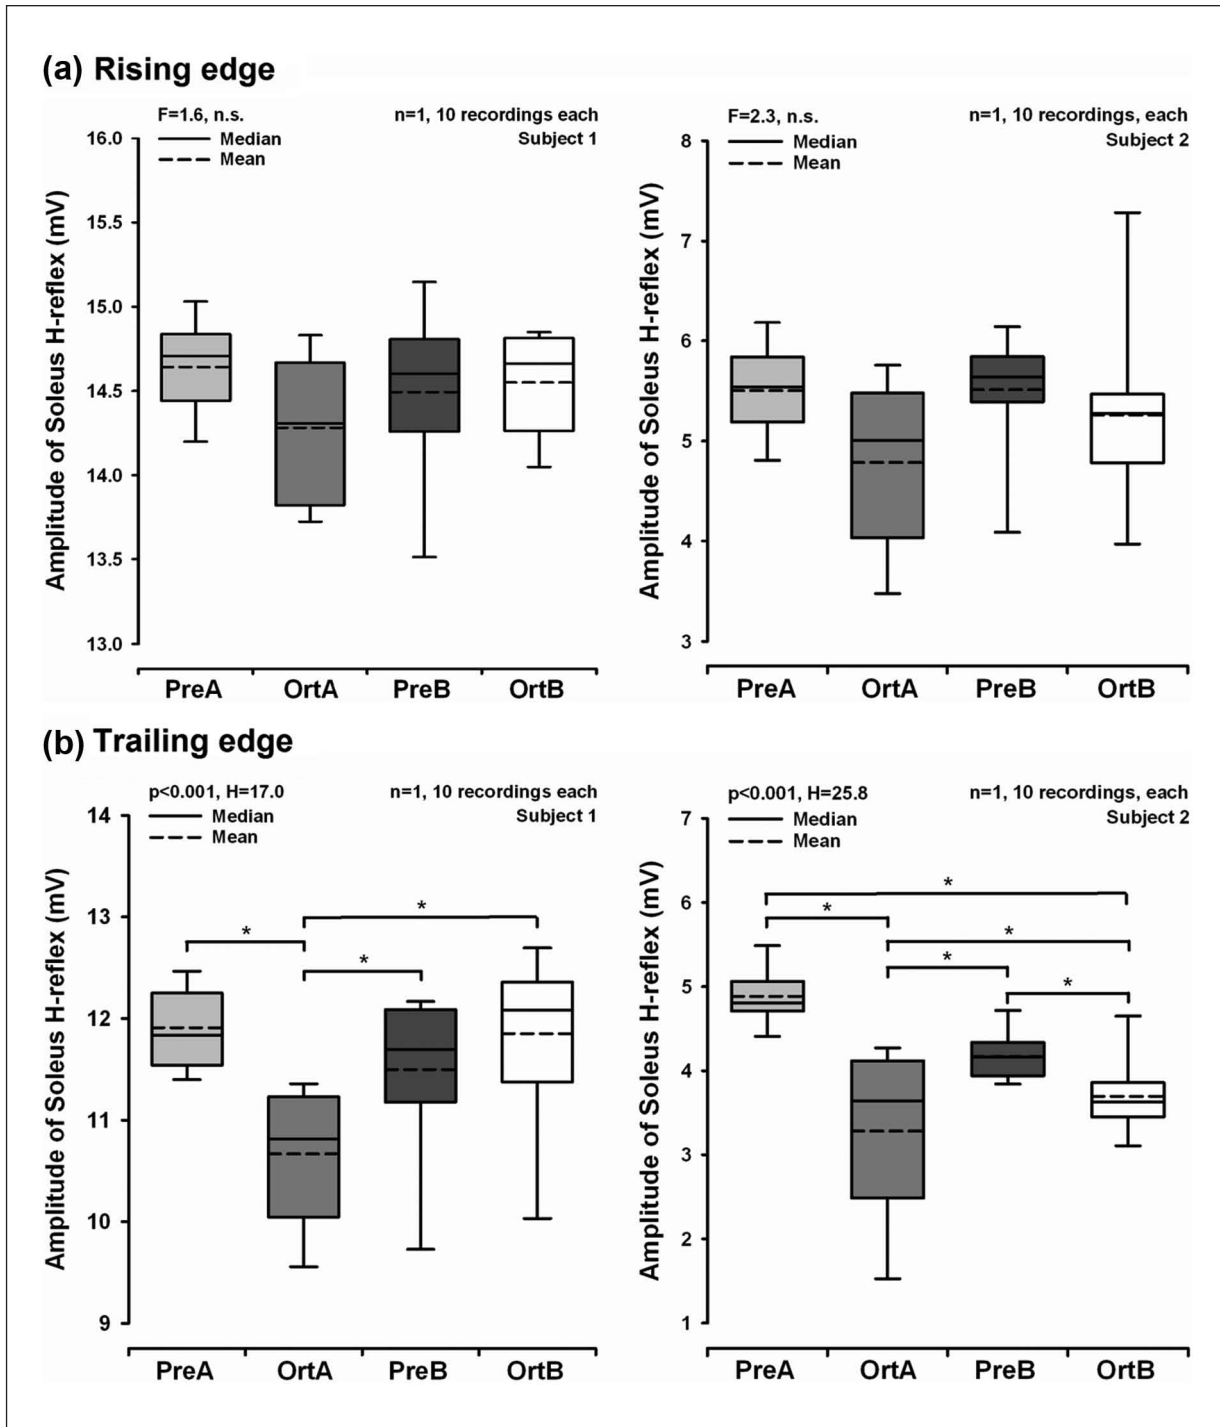 (a) Rising edge
F=1.6, n.s.
n=1, 10 recordings each
Subject 1
Median
Mean
Amplitude of Soleus H-reflex (mV)
16.0
15.5
15.0
14.5
14.0
13.5
13.0
PreA OrtA PreB OrtB
F=2.3, n.s.
n=1, 10 recordings, each
Subject 2
Median
Mean
Amplitude of Soleus H-reflex (mV)
8
7
6
5
4
3
PreA OrtA PreB OrtB
(b) Trailing edge
p<0.001, H=17.0
n=1, 10 recordings each
Subject 1
Median
Mean
Amplitude of Soleus H-reflex (mV)
14
13
12
11
10
9
*
*
*
PreA OrtA PreB OrtB
p<0.001, H=25.8
n=1, 10 recordings, each
Subject 2
Median
Mean
Amplitude of Soleus H-reflex (mV)
7
6
5
4
3
2
1
*
*
*
*
*
PreA OrtA PreB OrtB